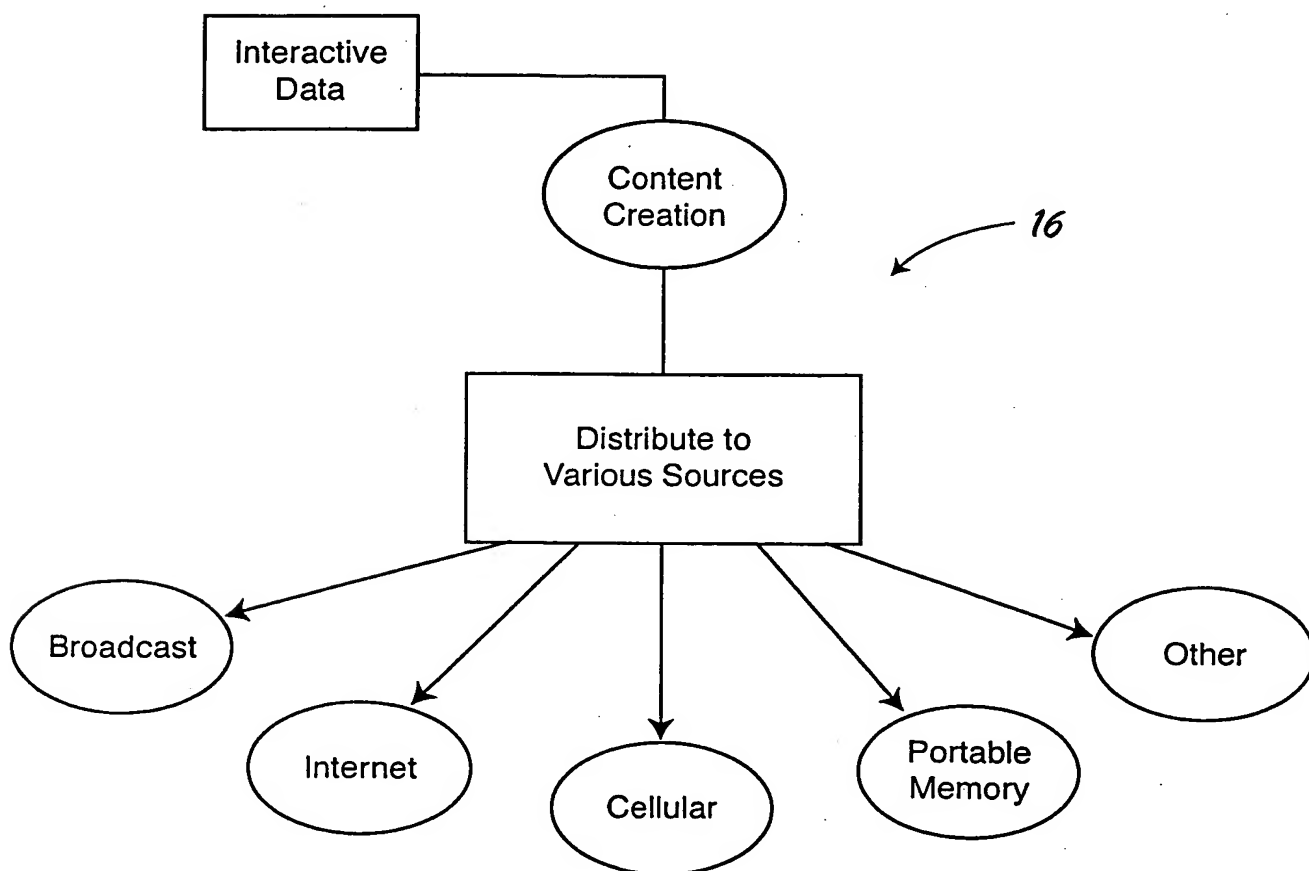 Interactive
Data
Content
Creation
16
Distribute to
Various Sources
Broadcast
Internet
Cellular
Portable
Memory
Other